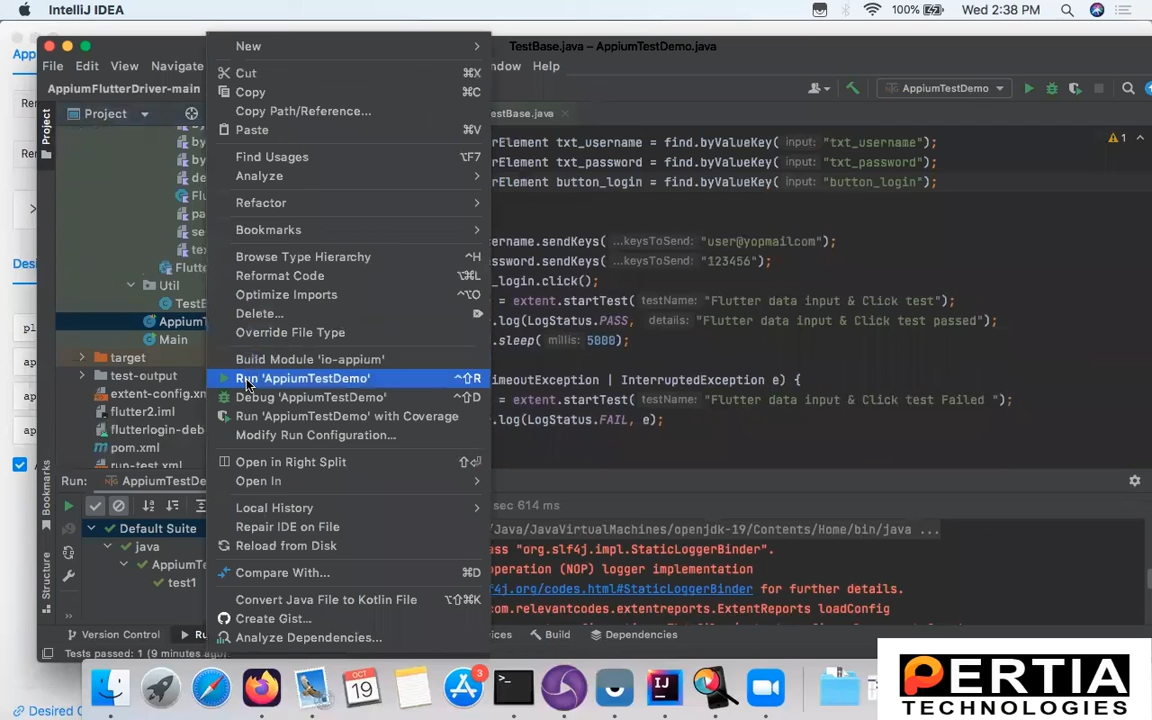 IntelliJ IDEA
100%
Wed 2:38 PM
TestBase.java – AppiumTestDemo.java
File Edit View Navigate
Help
AppiumFlutterDriver-main
AppiumTestDemo
Project
Project
Util
Main
target
test-output
flutter2.iml
pom.xml
run-test.xml
Bookmarks
Structure
New
Cut ⌘X
Copy ⌘C
Copy Path/Reference...
Paste ⌘V
Find Usages ⌥F7
Analyze
Refactor
Bookmarks
Browse Type Hierarchy ^H
Reformat Code ⌥⌘L
Optimize Imports ^⌥O
Delete...
Override File Type
Build Module 'io-appium'
Run 'AppiumTestDemo' ^⇧R
Debug 'AppiumTestDemo' ^⇧D
Run 'AppiumTestDemo' with Coverage
Modify Run Configuration...
Open in Right Split ⇧⏎
Open In
Local History
Repair IDE on File
Reload from Disk
Compare With... ⌘D
Convert Java File to Kotlin File ⌥⇧⌘K
Create Gist...
Analyze Dependencies...
rElement txt_username = find.byValueKey( input: "txt_username");
rElement txt_password = find.byValueKey( input: "txt_password");
rElement button_login = find.byValueKey( input: "button_login");
1
ername.sendKeys( ...keysToSend: "user@yopmailcom");
sword.sendKeys( ...keysToSend: "123456");
_login.click();
= extent.startTest( testName: "Flutter data input & Click test");
.log(LogStatus.PASS, details: "Flutter data input & Click test passed");
.sleep( millis: 5000);
imeoutException | InterruptedException e) {
= extent.startTest( testName: "Flutter data input & Click test Failed ");
.log(LogStatus.FAIL, e);
Run:
Default Suite
java
test1
sec 614 ms
/Java/JavaVirtualMachines/openjdk-19/Contents/Home/bin/java ...
ass "org.slf4j.impl.StaticLoggerBinder".
operation (NOP) logger implementation
f4j.org/codes.html#StaticLoggerBinder for further details.
com.relevantcodes.extentreports.ExtentReports loadConfig
Version Control
Build
Dependencies
Tests passed: 1 (9 minutes ago)
OCT
19
3
IJ
PERTIA
TECHNOLOGIES